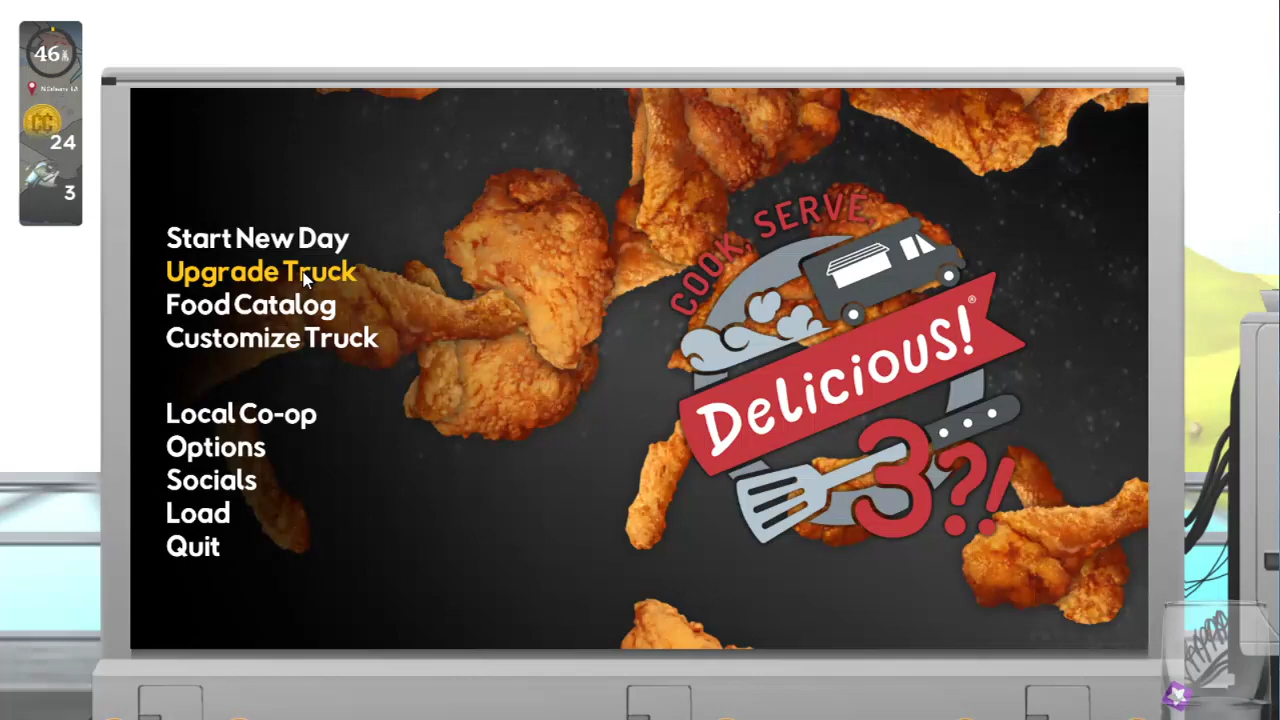 46
24
3
Start New Day
Upgrade Truck
Food Catalog
Customize Truck
Local Co-op
Options
Socials
Load
Quit
COOK, SERVE,
Delicious!®
3?!